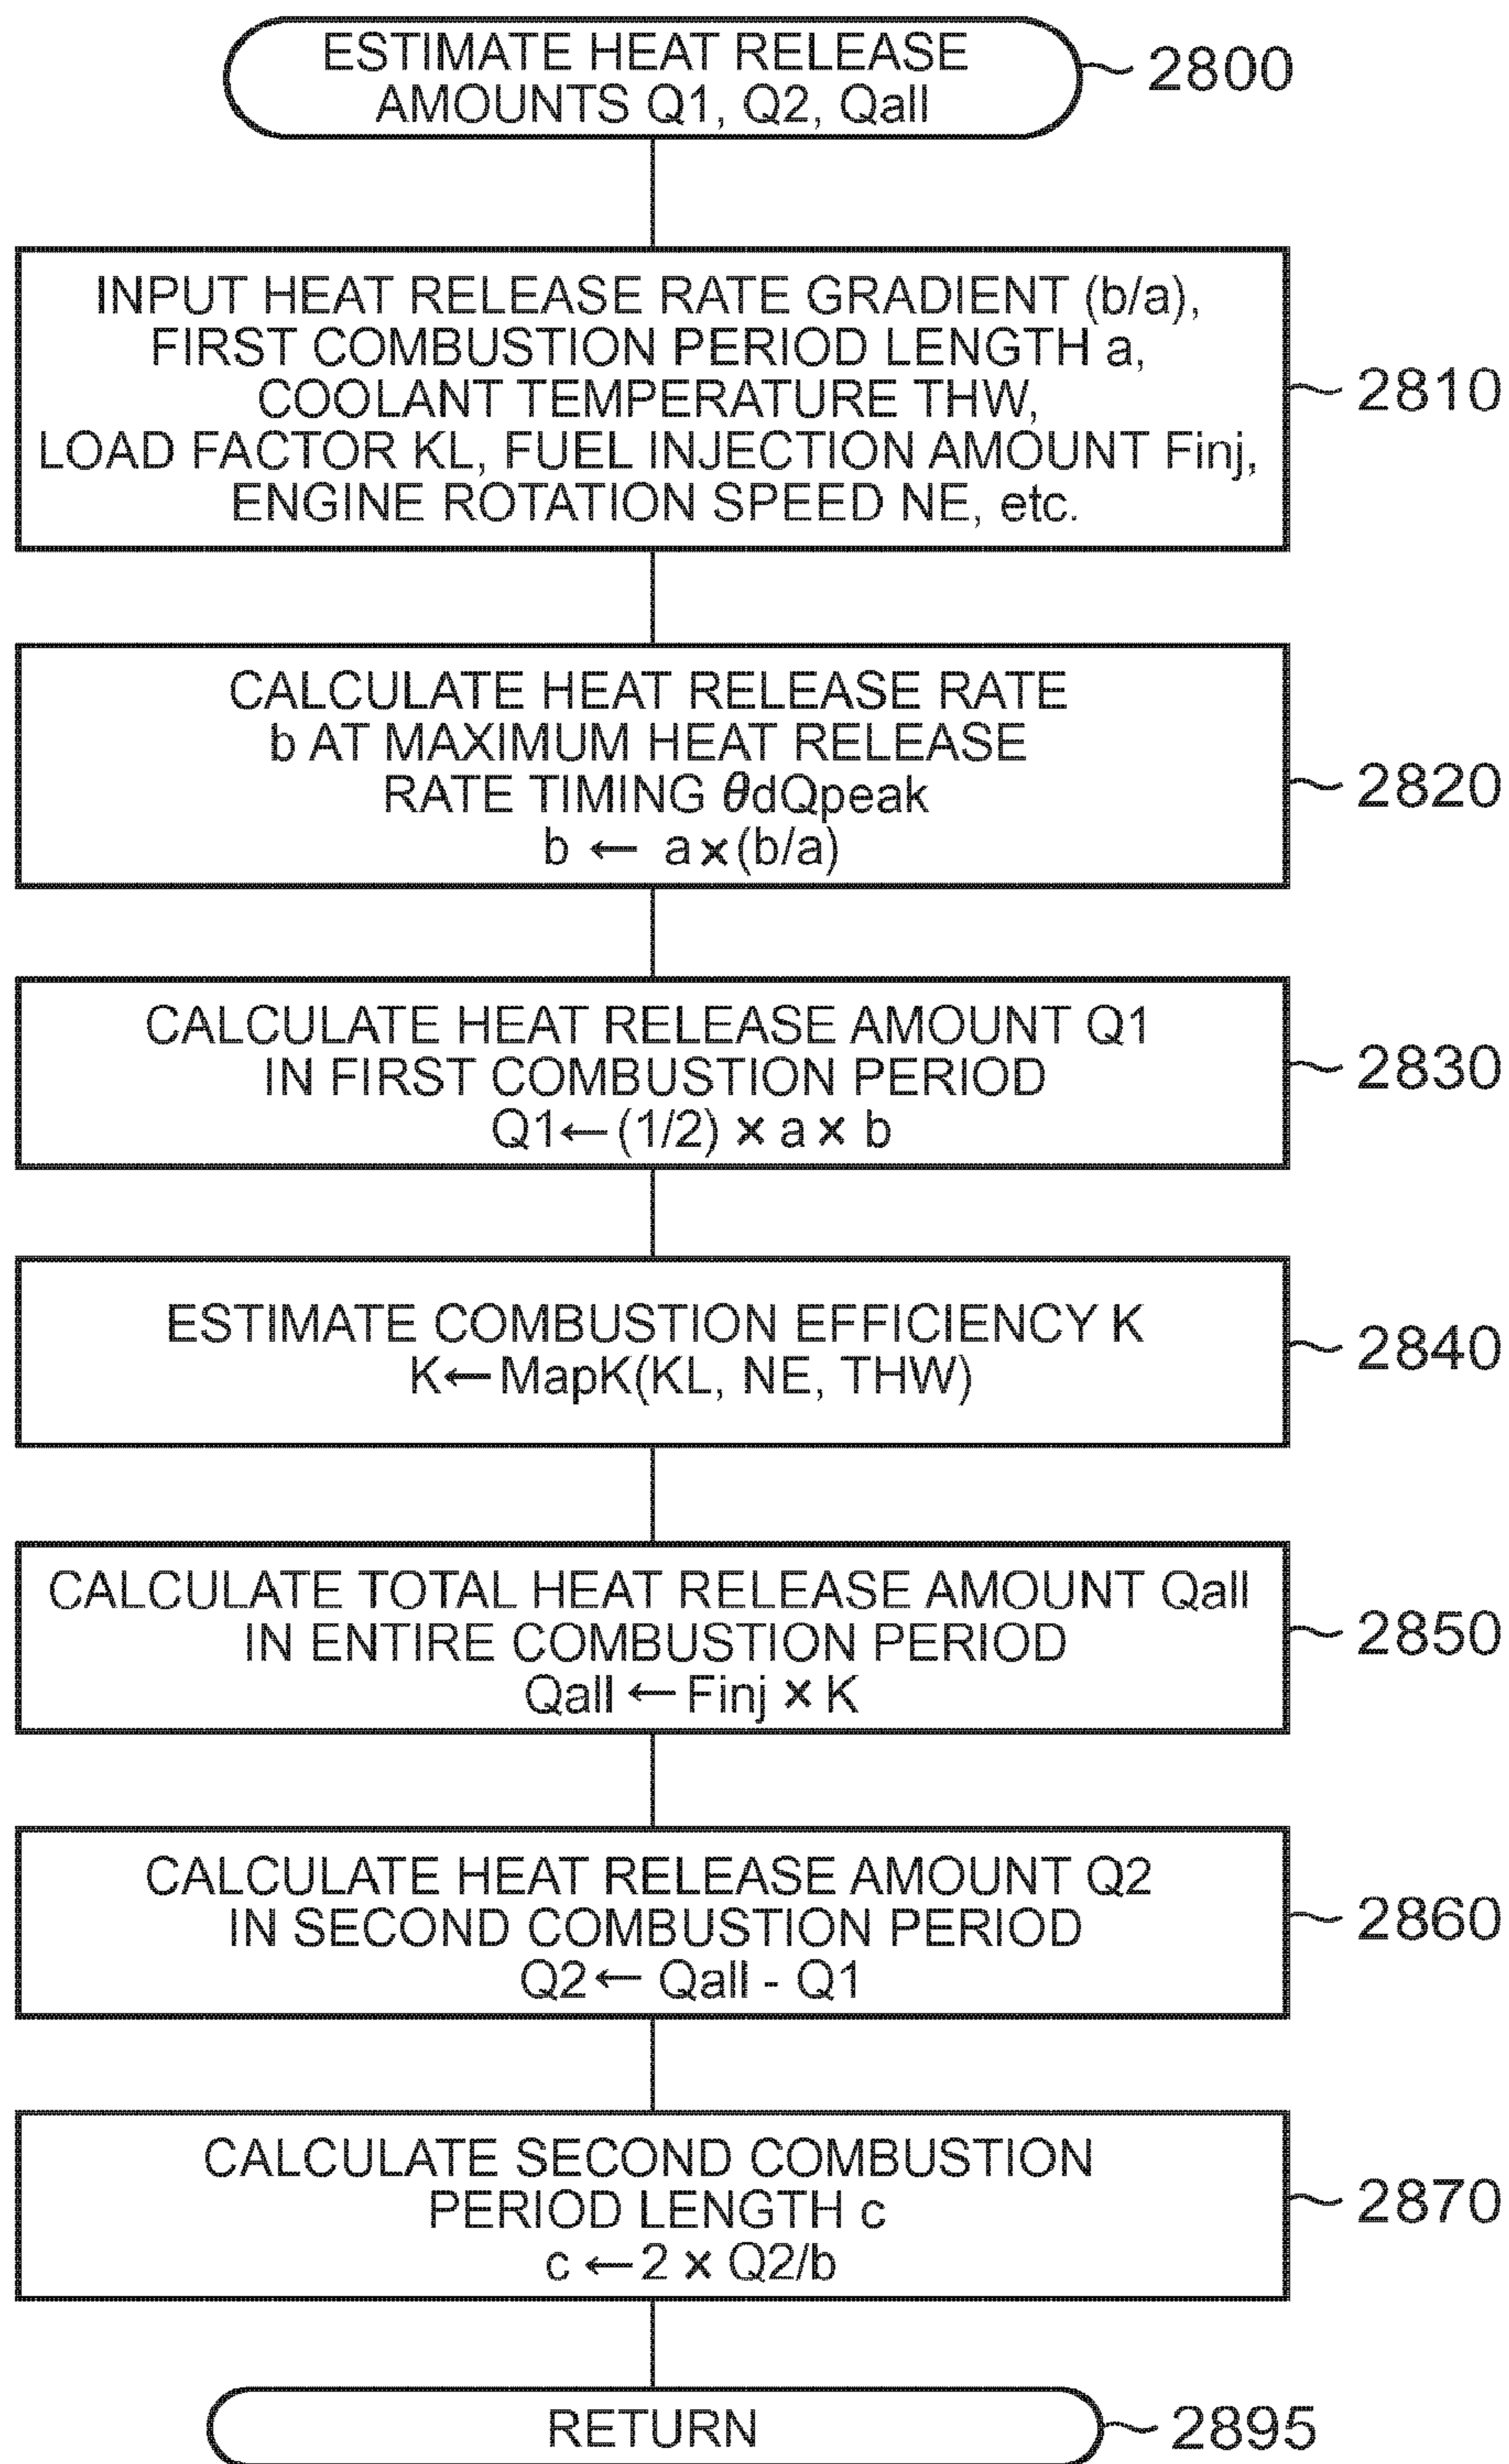 ESTIMATE HEAT RELEASE
AMOUNTS Q1, Q2, Qall
2800
INPUT HEAT RELEASE RATE GRADIENT (b/a),
FIRST COMBUSTION PERIOD LENGTH a,
COOLANT TEMPERATURE THW,
LOAD FACTOR KL, FUEL INJECTION AMOUNT Finj,
ENGINE ROTATION SPEED NE, etc.
2810
CALCULATE HEAT RELEASE RATE
b AT MAXIMUM HEAT RELEASE
RATE TIMING θdQpeak
b ← a×(b/a)
2820
CALCULATE HEAT RELEASE AMOUNT Q1
IN FIRST COMBUSTION PERIOD
Q1←(1/2) × a × b
2830
ESTIMATE COMBUSTION EFFICIENCY K
K←MapK(KL, NE, THW)
2840
CALCULATE TOTAL HEAT RELEASE AMOUNT Qall
IN ENTIRE COMBUSTION PERIOD
Qall ← Finj × K
2850
CALCULATE HEAT RELEASE AMOUNT Q2
IN SECOND COMBUSTION PERIOD
Q2← Qall - Q1
2860
CALCULATE SECOND COMBUSTION
PERIOD LENGTH c
c ←2 × Q2/b
2870
RETURN
2895